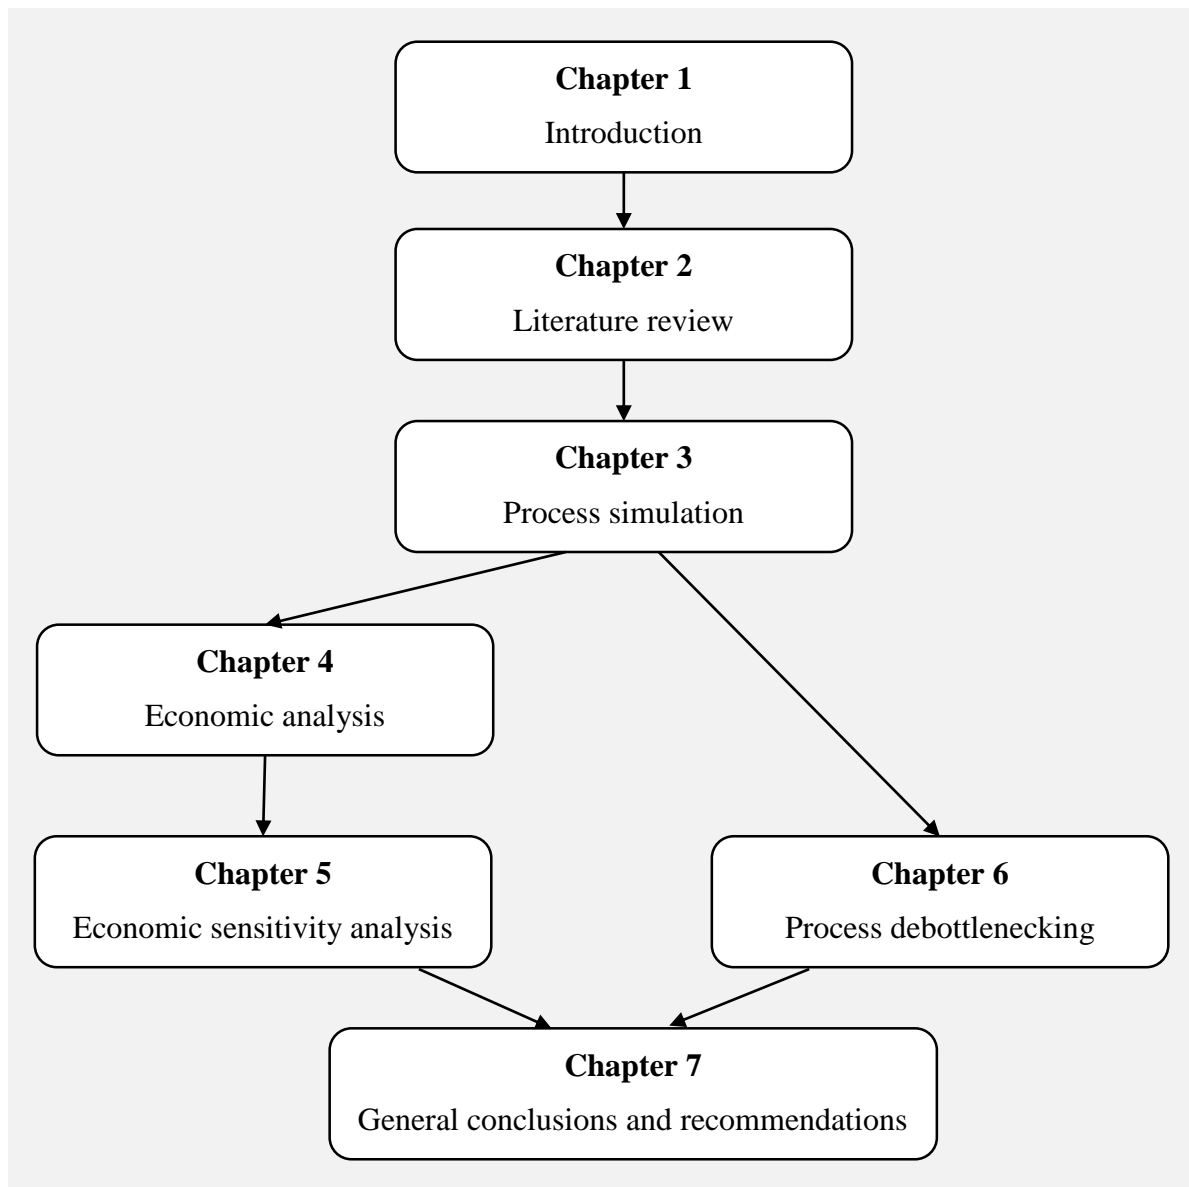 Chapter 1
Introduction
Chapter 2
Literature review
Chapter 3
Process simulation
Chapter 4
Economic analysis
Chapter 5
Economic sensitivity analysis
Chapter 6
Process debottlenecking
Chapter 7
General conclusions and recommendations